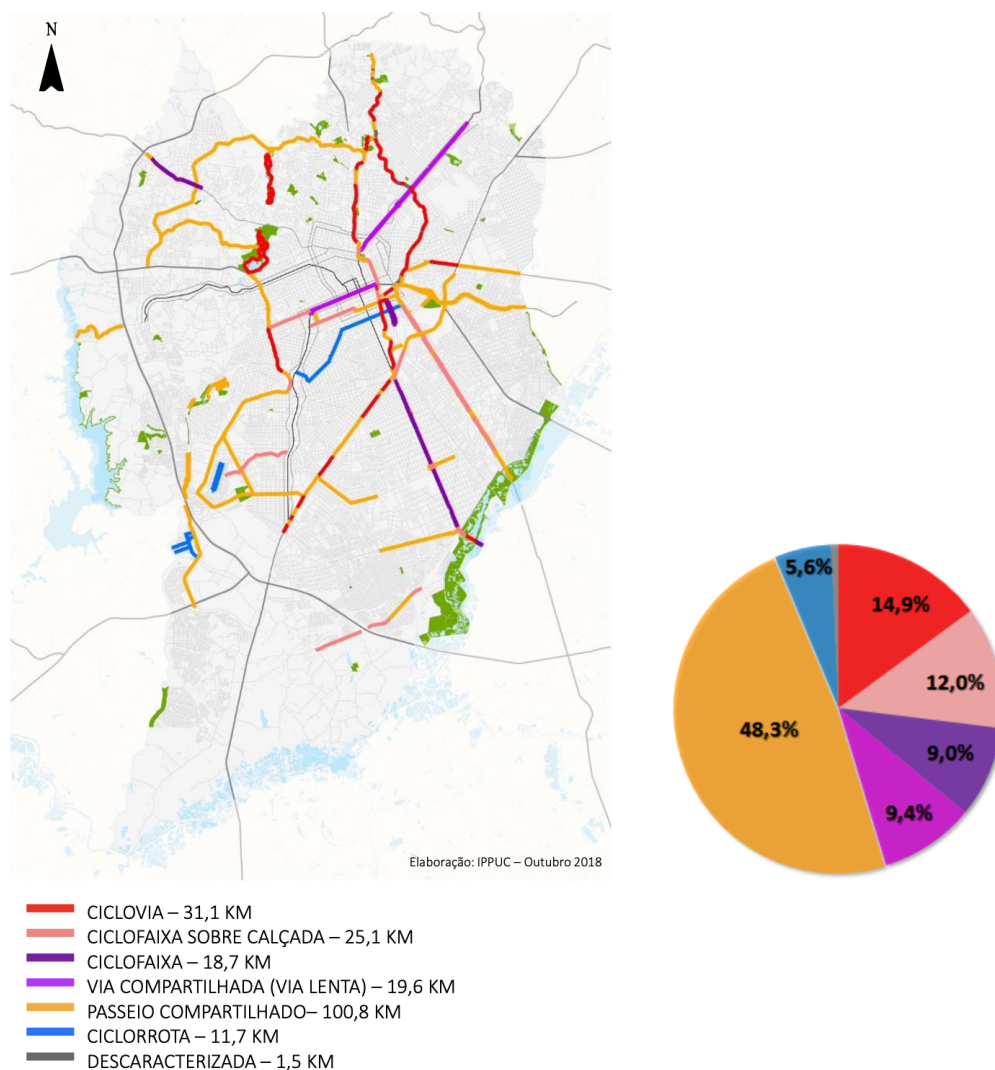 N
Elaboração: IPPUC – Outubro 2018
5,6%
14,9%
12,0%
48,3%
9,0%
9,4%
CICLOVIA – 31,1 KM
CICLOFAIXA SOBRE CALÇADA – 25,1 KM
CICLOFAIXA – 18,7 KM
VIA COMPARTILHADA (VIA LENTA) – 19,6 KM
PASSEIO COMPARTILHADO– 100,8 KM
CICLORROTA – 11,7 KM
DESCARACTERIZADA – 1,5 KM